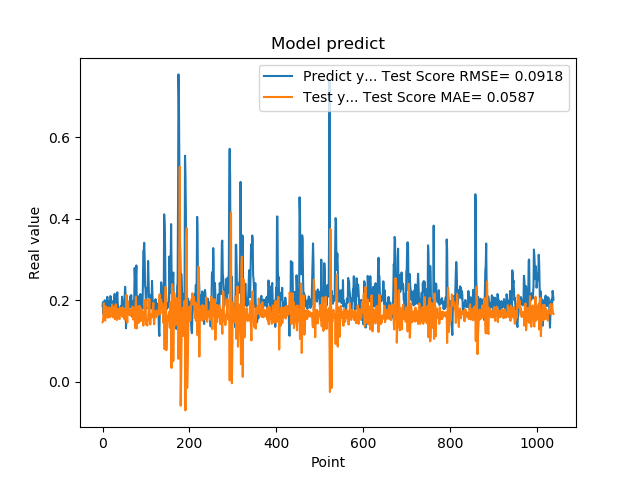 Model predict
Predict y... Test Score RMSE= 0.0918
Test y... Test Score MAE= 0.0587
Real value
0.6
0.4
0.2
0.0
0
200
400
600
800
1000
Point